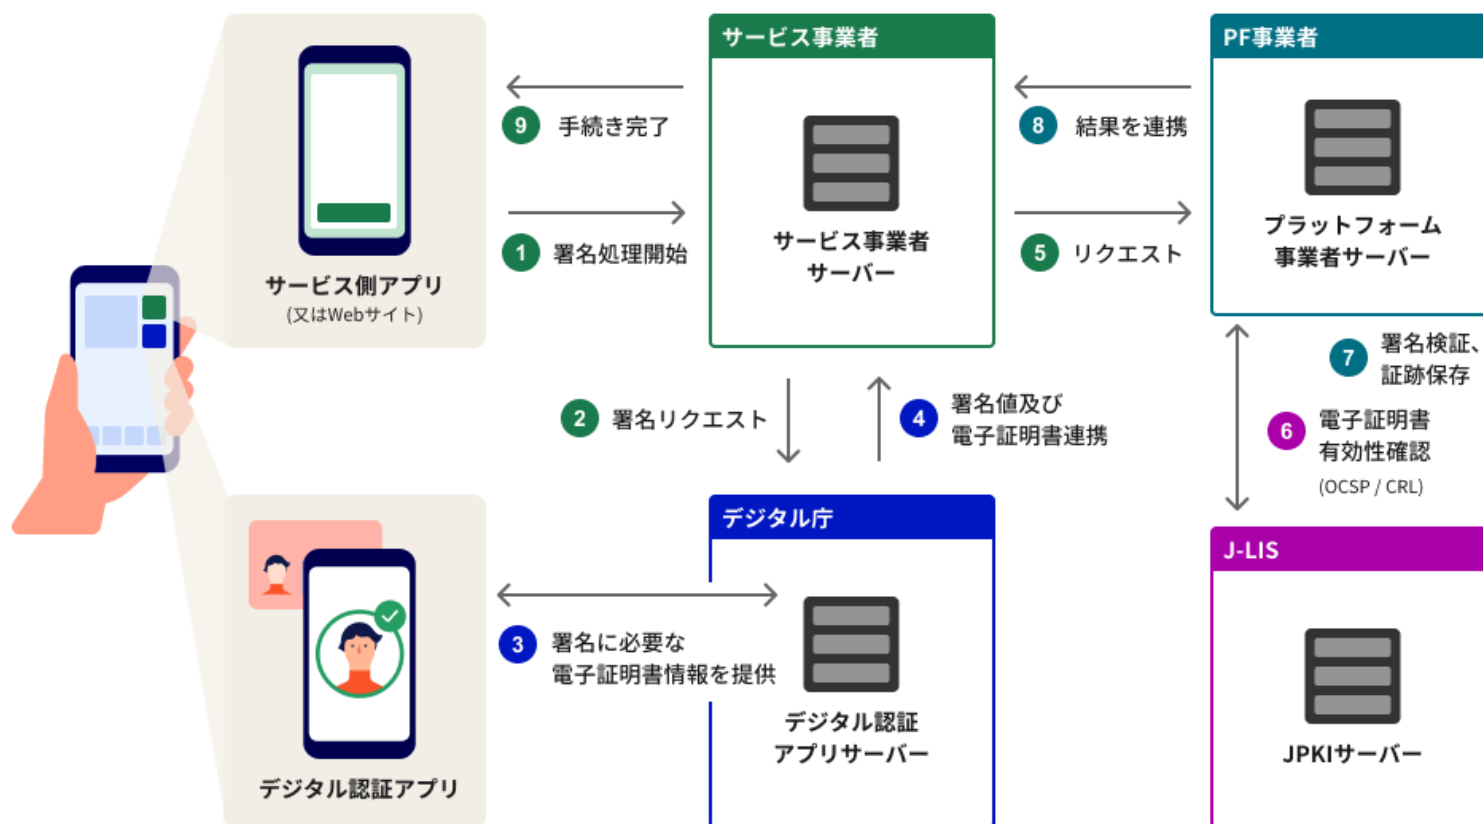 サービス側アプリ
(又はWebサイト)
9 手続き完了
1 署名処理開始
サービス事業者
サービス事業者
サーバー
8 結果を連携
5 リクエスト
PF事業者
プラットフォーム
事業者サーバー
2 署名リクエスト
4 署名値及び
電子証明書連携
7 署名検証、
証跡保存
6 電子証明書
有効性確認
(OCSP / CRL)
デジタル認証アプリ
3 署名に必要な
電子証明書情報を提供
デジタル庁
デジタル認証
アプリサーバー
J-LIS
JPKIサーバー